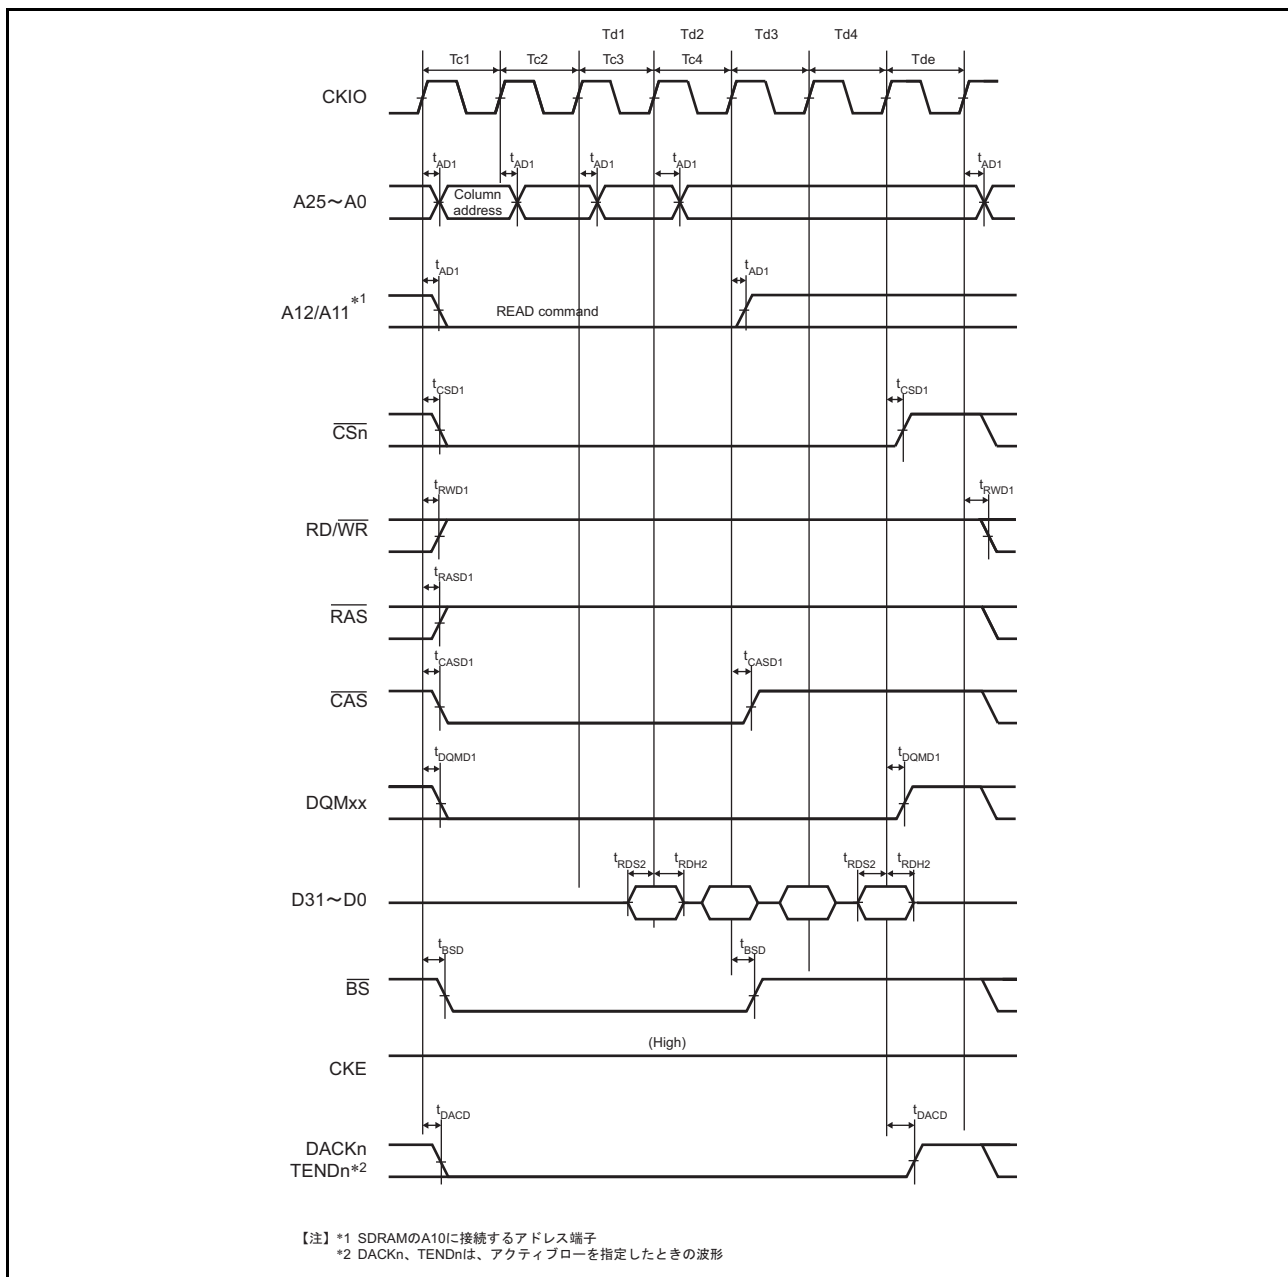 Td1 Td2 Td3 Td4
Tc1 Tc2 Tc3 Tc4 Tde
CKIO
tAD1 tAD1 tAD1 tAD1 tAD1
A25～A0
Column
address
tAD1 tAD1
A12/A11*1
READ command
tCSD1 tCSD1
CSn
tRWD1 tRWD1
RD/WR
tRASD1
RAS
tCASD1 tCASD1
CAS
tDQMD1 tDQMD1
DQMxx
tRDS2 tRDH2 tRDS2 tRDH2
D31～D0
tBSD tBSD
BS
(High)
CKE
tDACD tDACD
DACKn
TENDn*2
【注】*1 SDRAMのA10に接続するアドレス端子
*2 DACKn、TENDnは、アクティブローを指定したときの波形